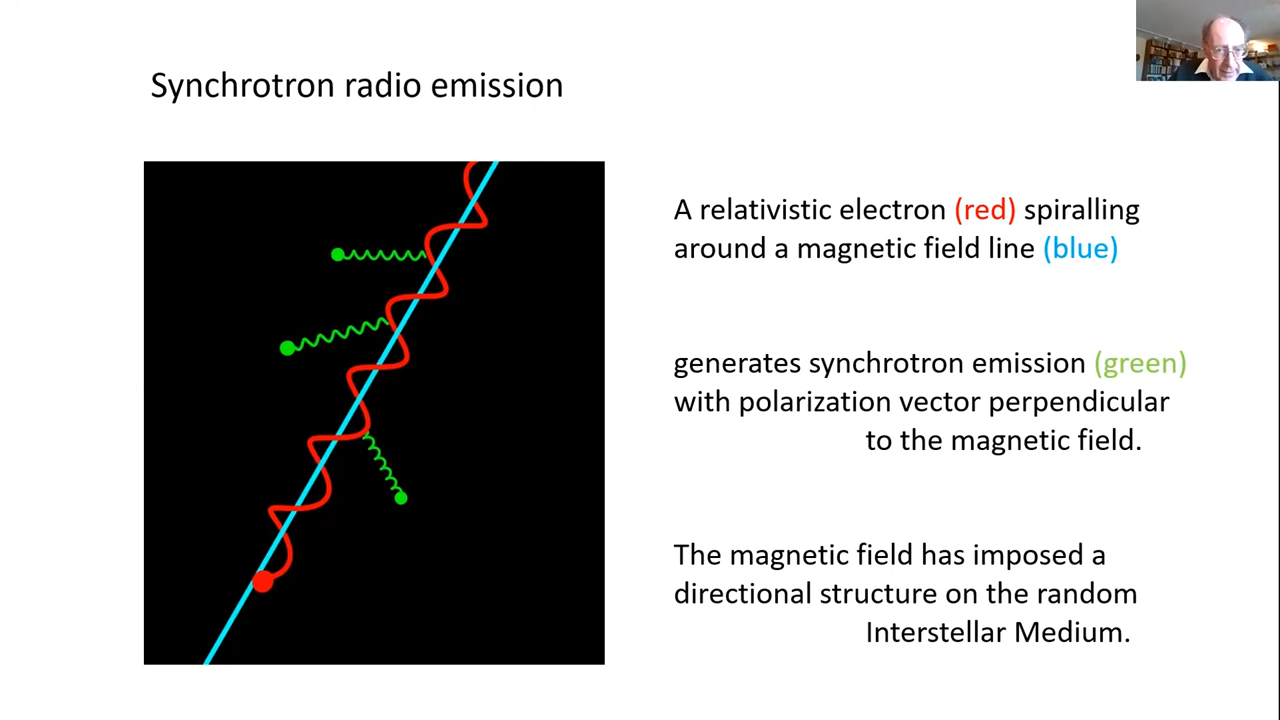 Synchrotron radio emission
A relativistic electron (red) spiralling
around a magnetic field line (blue)
generates synchrotron emission (green)
with polarization vector perpendicular
to the magnetic field.
The magnetic field has imposed a
directional structure on the random
Interstellar Medium.